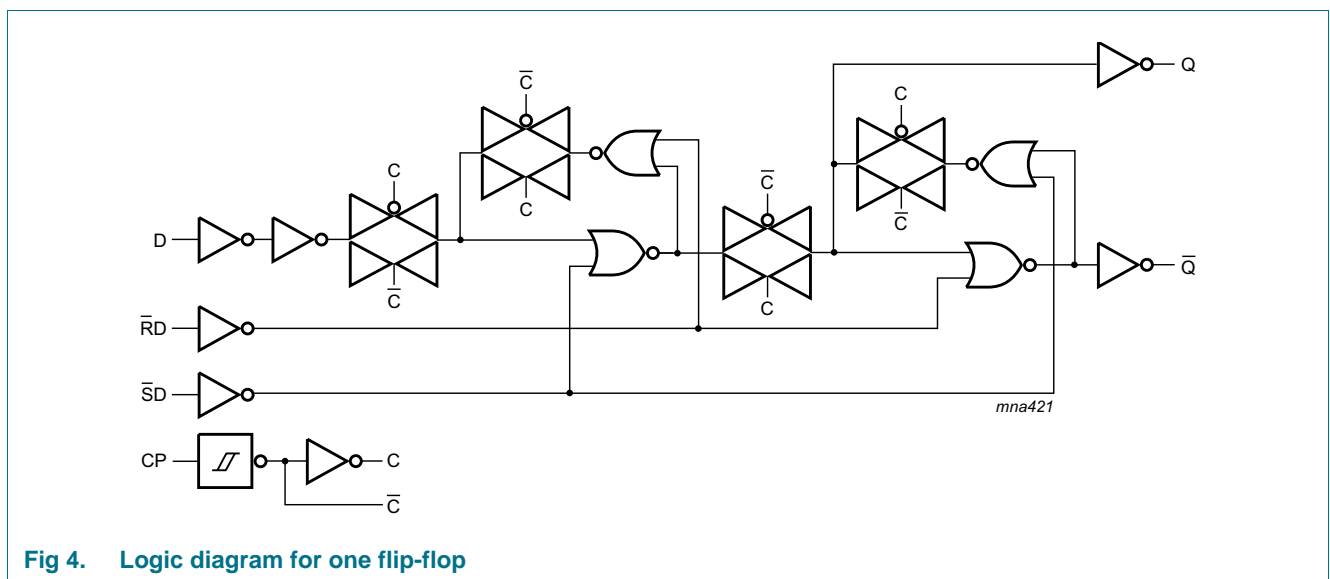 C̅
C
Q
C
C
C̅
D
C̅
C
C̅
Q̅
R̅D
S̅D
mna421
CP
C
C̅
Fig 4. Logic diagram for one flip-flop